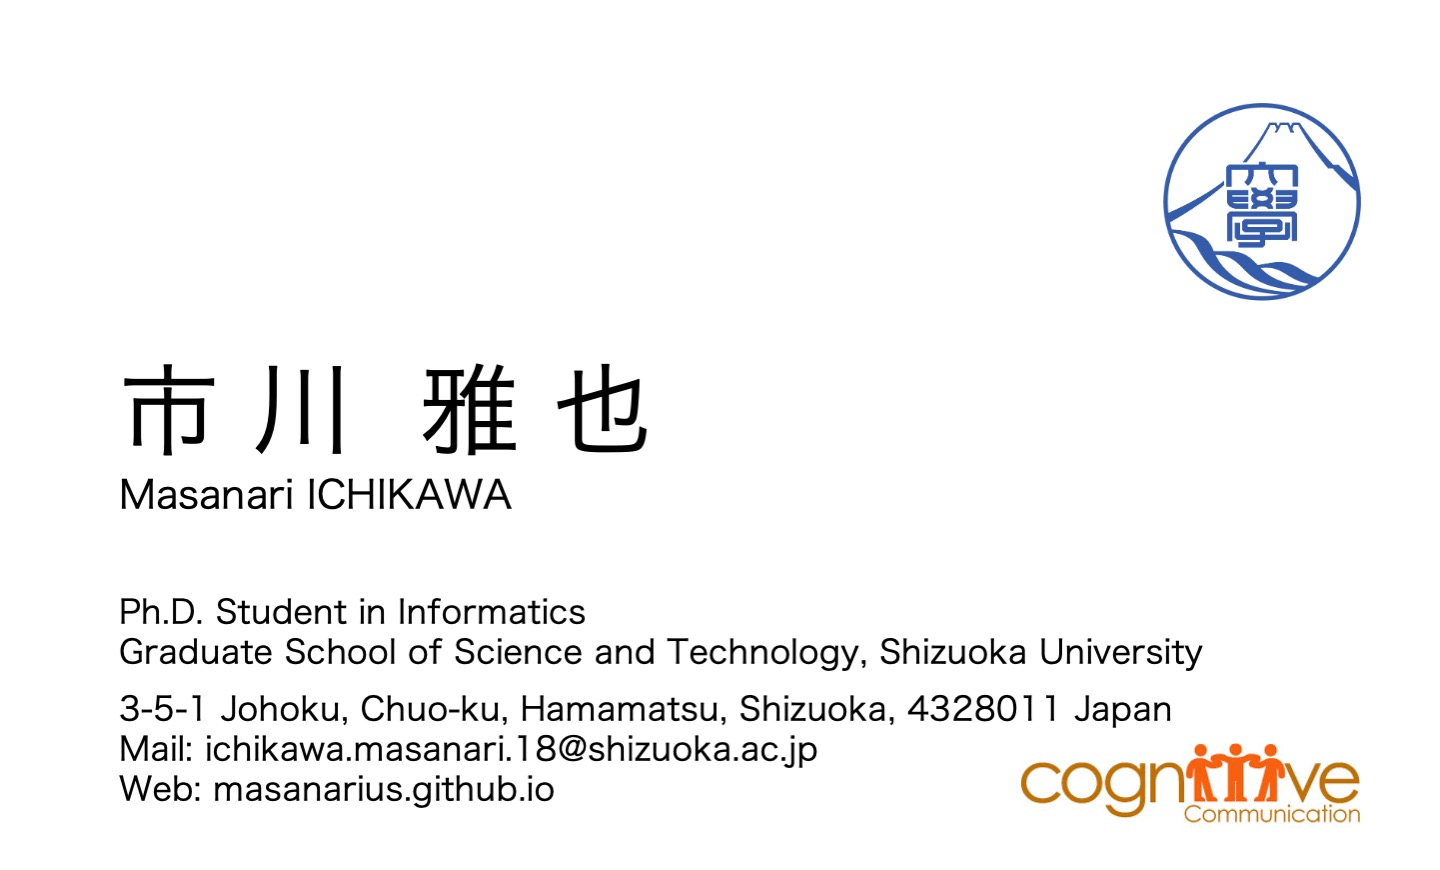 學
市川 雅也
Masanari ICHIKAWA
Ph.D. Student in Informatics
Graduate School of Science and Technology, Shizuoka University
3-5-1 Johoku, Chuo-ku, Hamamatsu, Shizuoka, 4328011 Japan
Mail: ichikawa.masanari.18@shizuoka.ac.jp
Web: masanarius.github.io
cognitive
Communication